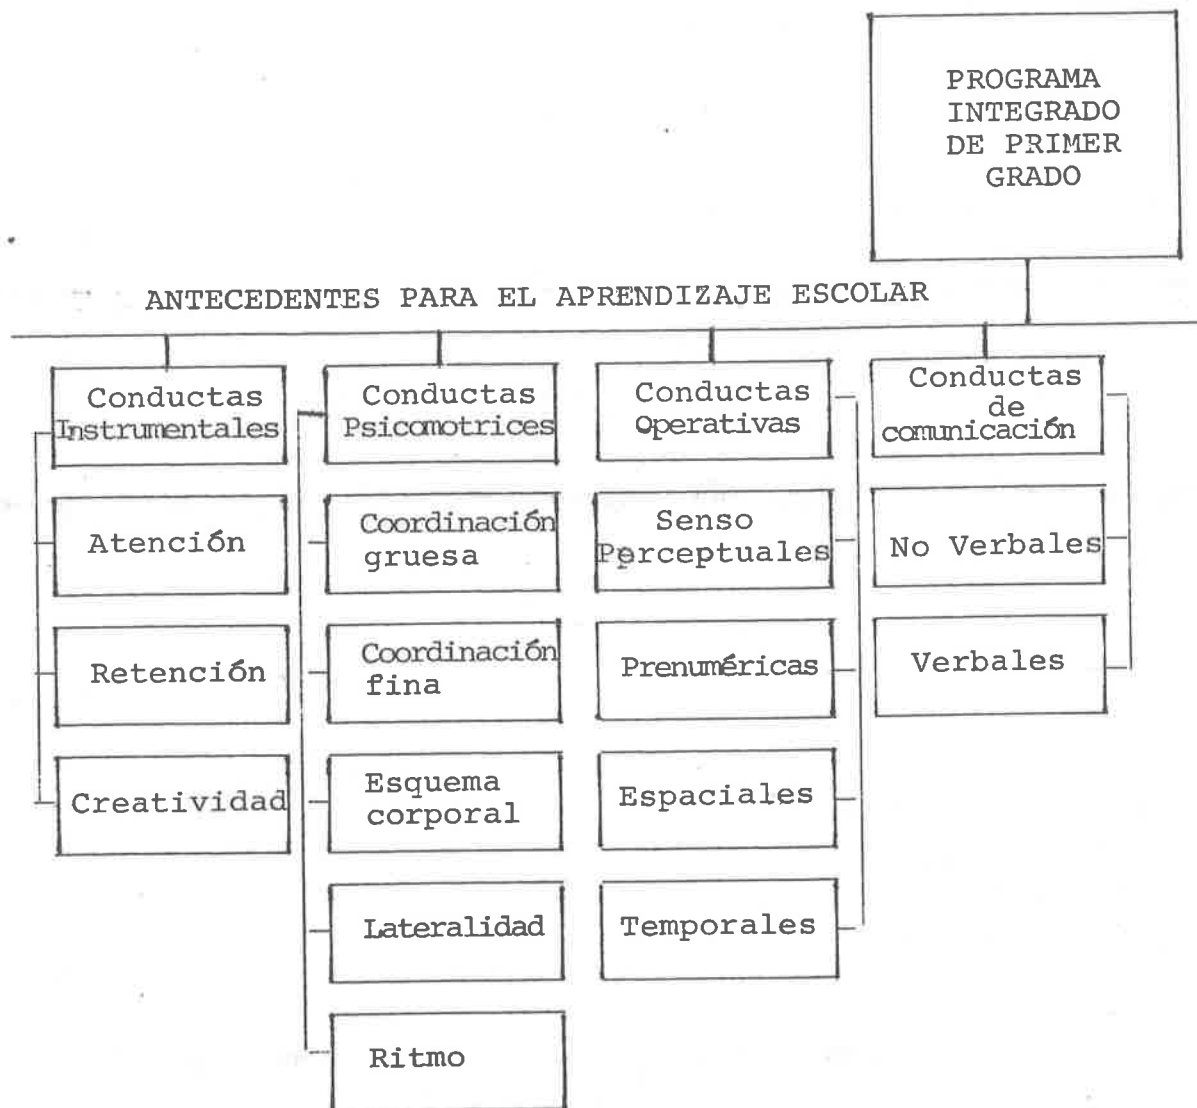 PROGRAMA
INTEGRADO
DE PRIMER
GRADO
ANTECEDENTES PARA EL APRENDIZAJE ESCOLAR
Conductas
Instrumentales
Atención
Retención
Creatividad
Conductas
Psicomotrices
Coordinación
gruesa
Coordinación
fina
Esquema
corporal
Lateralidad
Ritmo
Conductas
Operativas
Senso
Perceptuales
Prenuméricas
Espaciales
Temporales
Conductas
de
comunicación
No Verbales
Verbales